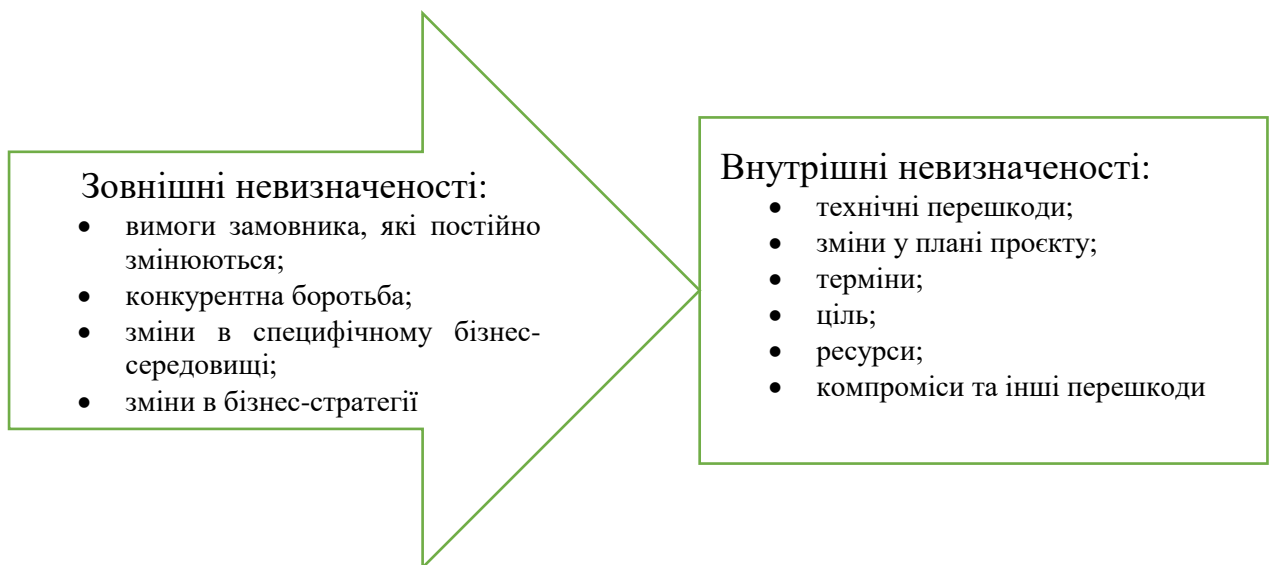 Зовнішні невизначеності:
• вимоги замовника, які постійно
змінюються;
• конкурентна боротьба;
• зміни в специфічному бізнес-
середовищі;
• зміни в бізнес-стратегії
Внутрішні невизначеності:
• технічні перешкоди;
• зміни у плані проєкту;
• терміни;
• ціль;
• ресурси;
• компроміси та інші перешкоди